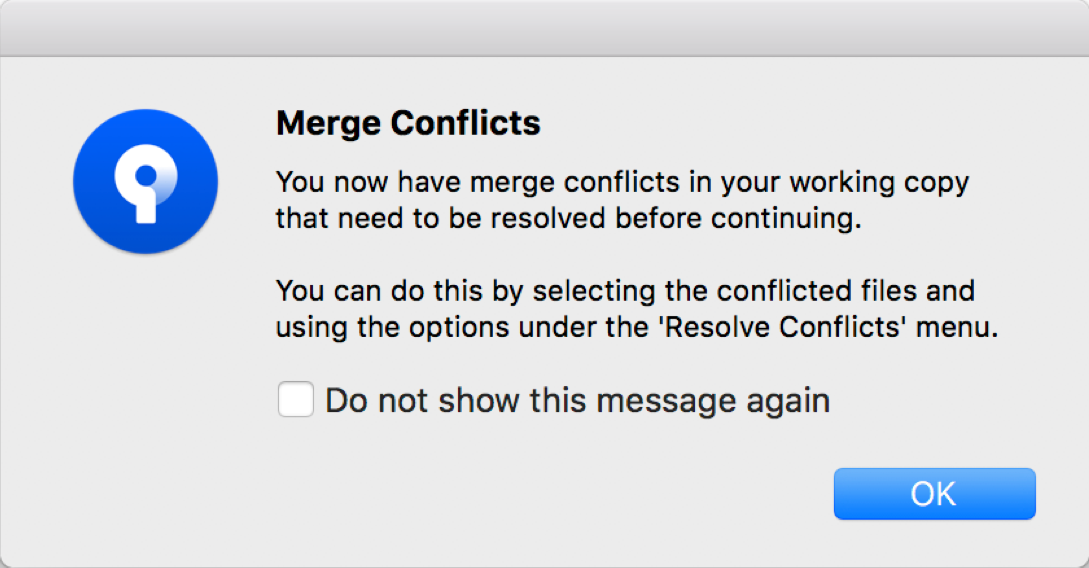 Merge Conflicts
You now have merge conflicts in your working copy
that need to be resolved before continuing.
You can do this by selecting the conflicted files and
using the options under the 'Resolve Conflicts' menu.
Do not show this message again
OK